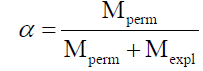 α = M_perm / (M_perm + M_expl)